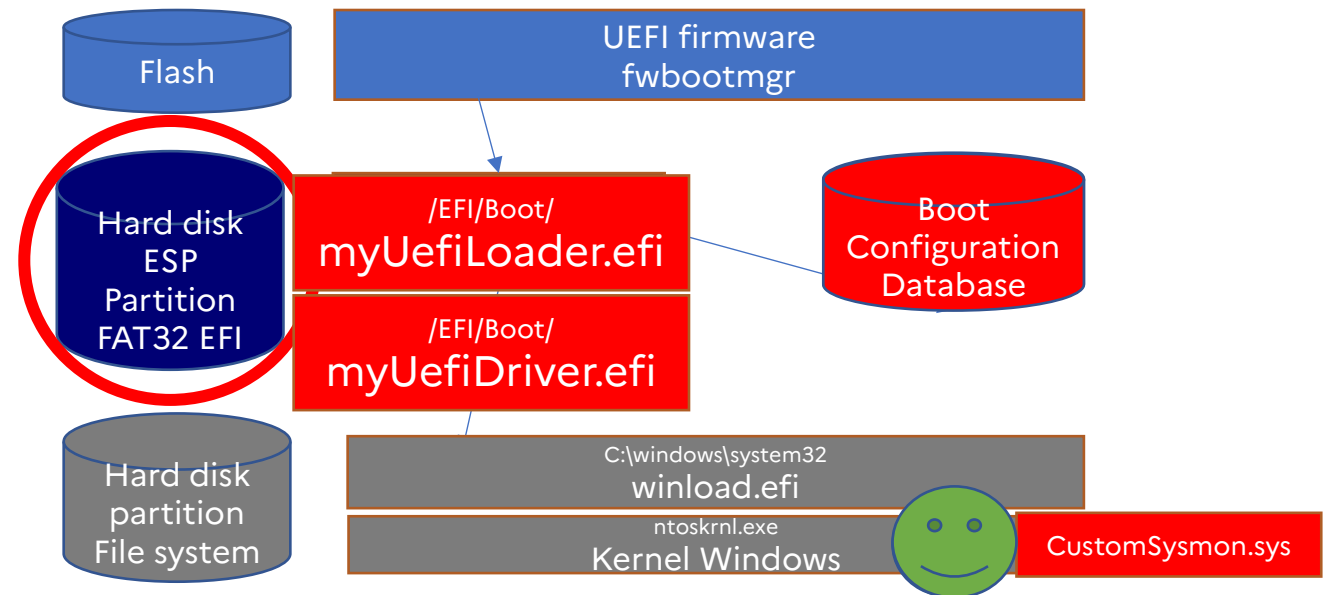 Flash
UEFI firmware
fwbootmgr
Hard disk
ESP
Partition
FAT32 EFI
/EFI/Boot/
myUefiLoader.efi
Boot
Configuration
Database
/EFI/Boot/
myUefiDriver.efi
Hard disk
partition
File system
C:\windows\system32
winload.efi
ntoskrnl.exe
Kernel Windows
CustomSysmon.sys